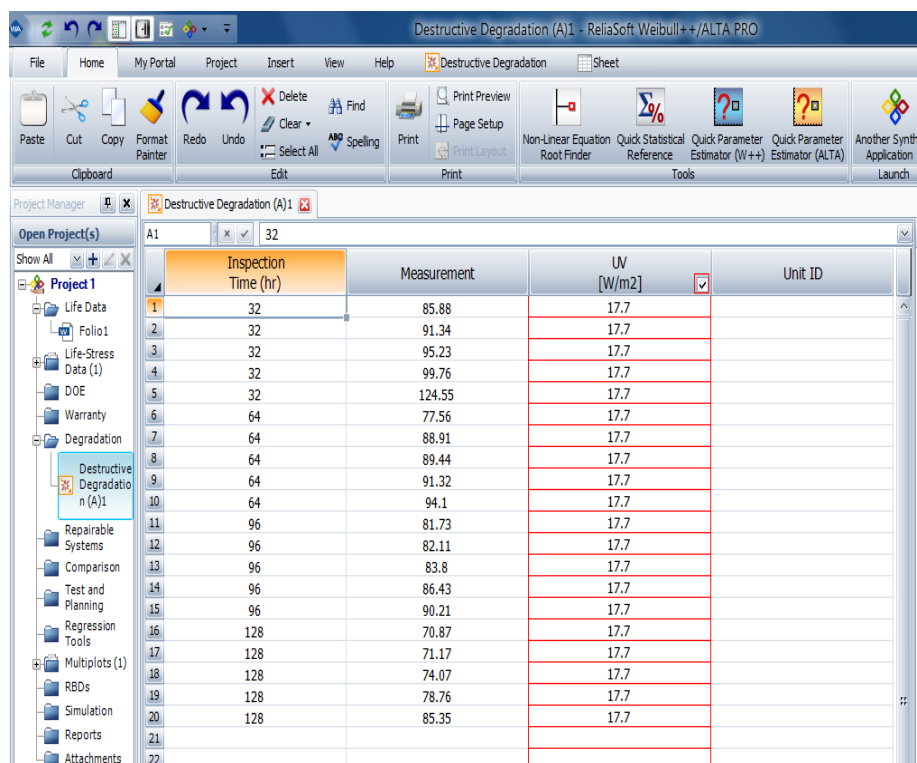 WA
Destructive Degradation (A)1 - ReliaSoft Weibull++/ALTA PRO
File Home My Portal Project Insert View Help Destructive Degradation Sheet
Paste Cut Copy Format Painter
Clipboard
Redo Undo Delete Clear Select All Find ABC Spelling
Edit
Print Print Preview Page Setup Print Layout
Print
Non-Linear Equation Root Finder Quick Statistical Reference Quick Parameter Estimator (W++) Quick Parameter Estimator (ALTA)
Tools
Another Synth Application
Launch
Project Manager
Open Project(s)
Show All
Project 1
Life Data
Folio1
Life-Stress
Data (1)
DOE
Warranty
Degradation
Destructive
Degradatio
n (A)1
Repairable
Systems
Comparison
Test and
Planning
Regression
Tools
Multiplots (1)
RBDs
Simulation
Reports
Attachments
Destructive Degradation (A)1
A1 32
Inspection Time (hr) Measurement UV [W/m2] Unit ID
1 32 85.88 17.7
2 32 91.34 17.7
3 32 95.23 17.7
4 32 99.76 17.7
5 32 124.55 17.7
6 64 77.56 17.7
7 64 88.91 17.7
8 64 89.44 17.7
9 64 91.32 17.7
10 64 94.1 17.7
11 96 81.73 17.7
12 96 82.11 17.7
13 96 83.8 17.7
14 96 86.43 17.7
15 96 90.21 17.7
16 128 70.87 17.7
17 128 71.17 17.7
18 128 74.07 17.7
19 128 78.76 17.7
20 128 85.35 17.7
21
22